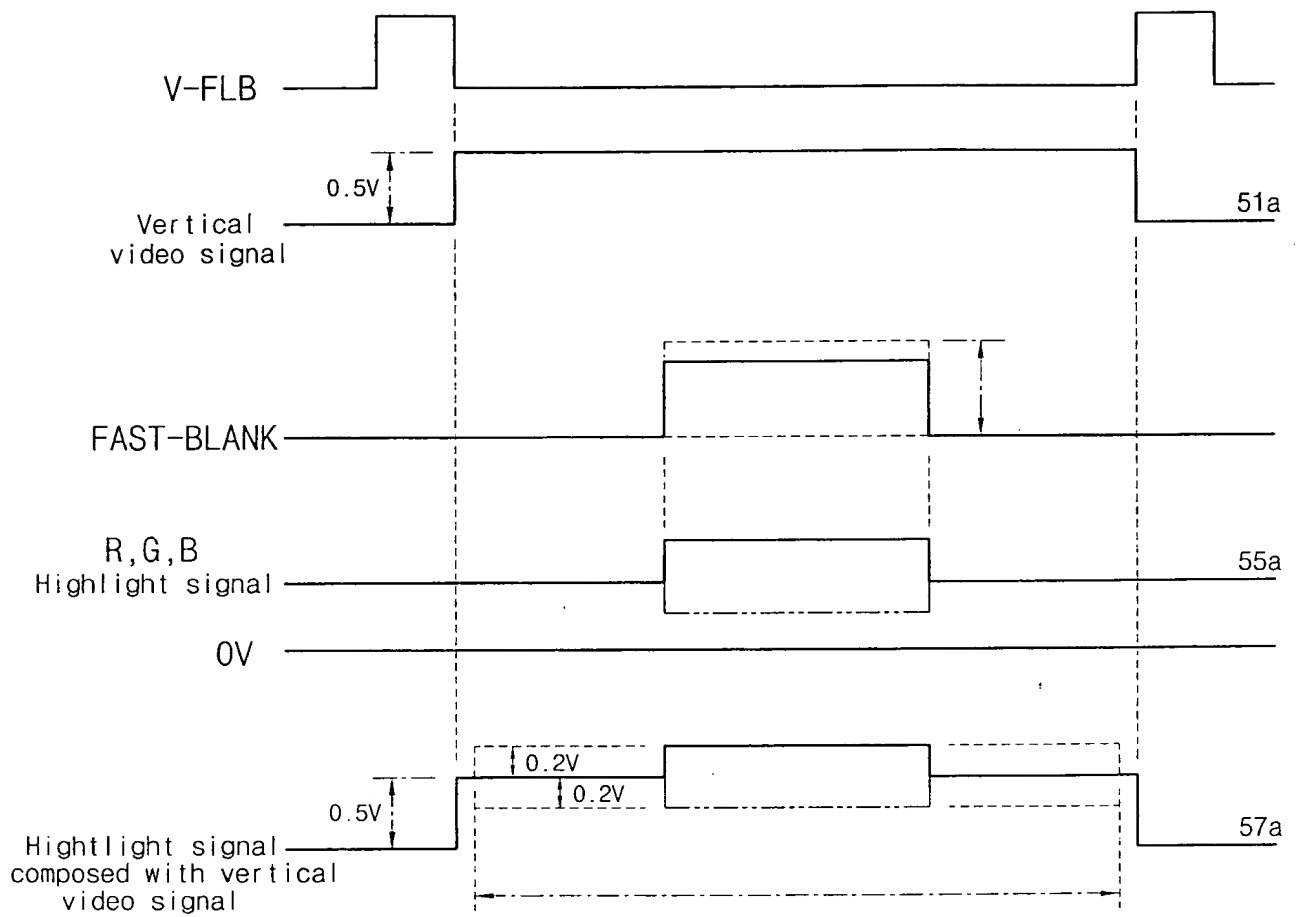 V-FLB
0.5V
51a
Vertical
video signal
FAST-BLANK
R,G,B
Highlight signal
55a
0V
0.2V
0.2V
0.5V
57a
Hightlight signal
composed with vertical
video signal